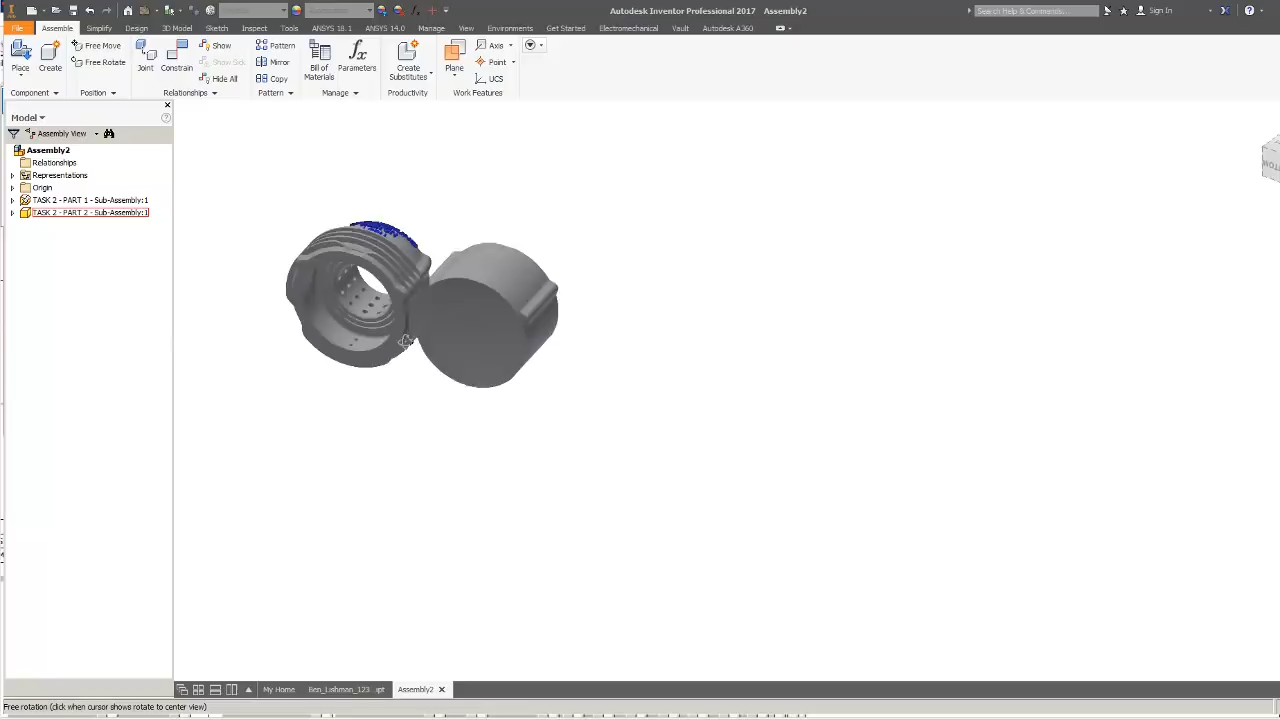 Autodesk Inventor Professional 2017 Assembly2
Search Help & Commands...
Sign In
File Assemble Simplify Design 3D Model Sketch Inspect Tools ANSYS 18.1 ANSYS 14.0 Manage View Environments Get Started Electromechanical Vault Autodesk A360
Place
Create
Free Move
Free Rotate
Joint
Constrain
Show
Show Sick
Hide All
Pattern
Mirror
Copy
Bill of
Materials
Parameters
Create
Substitutes
Plane
Axis
Point
UCS
Component
Position
Relationships
Pattern
Manage
Productivity
Work Features
Model
Assembly View
Assembly2
Relationships
Representations
Origin
TASK 2 - PART 1 - Sub-Assembly:1
TASK 2 - PART 2 - Sub-Assembly:1
My Home
Assembly2
Free rotation (click when cursor shows rotate to center view)